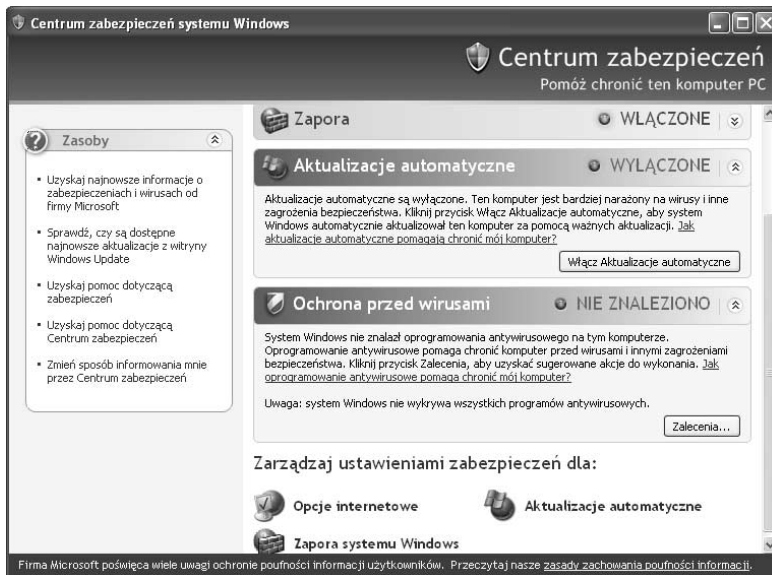 Centrum zabezpieczeń systemu Windows
Centrum zabezpieczeń
Pomóż chronić ten komputer PC
Zasoby
Uzyskaj najnowsze informacje o
zabezpieczeniach i wirusach od
firmy Microsoft
Sprawdź, czy są dostępne
najnowsze aktualizacje z witryny
Windows Update
Uzyskaj pomoc dotyczącą
zabezpieczeń
Uzyskaj pomoc dotyczącą
Centrum zabezpieczeń
Zmień sposób informowania mnie
przez Centrum zabezpieczeń
Zapora WŁĄCZONE
Aktualizacje automatyczne WYŁĄCZONE
Aktualizacje automatyczne są wyłączone. Ten komputer jest bardziej narażony na wirusy i inne
zagrożenia bezpieczeństwa. Kliknij przycisk Włącz Aktualizacje automatyczne, aby system
Windows automatycznie aktualizował ten komputer za pomocą ważnych aktualizacji. Jak
aktualizacje automatyczne pomagają chronić mój komputer?
Włącz Aktualizacje automatyczne
Ochrona przed wirusami NIE ZNALEZIONO
System Windows nie znalazł oprogramowania antywirusowego na tym komputerze.
Oprogramowanie antywirusowe pomaga chronić komputer przed wirusami i innymi zagrożeniami
bezpieczeństwa. Kliknij przycisk Zalecenia, aby uzyskać sugerowane akcje do wykonania. Jak
oprogramowanie antywirusowe pomaga chronić mój komputer?
Uwaga: system Windows nie wykrywa wszystkich programów antywirusowych.
Zalecenia...
Zarządzaj ustawieniami zabezpieczeń dla:
Opcje internetowe Aktualizacje automatyczne
Zapora systemu Windows
Firma Microsoft poświęca wiele uwagi ochronie poufności informacji użytkowników. Przeczytaj nasze zasady zachowania poufności informacji.